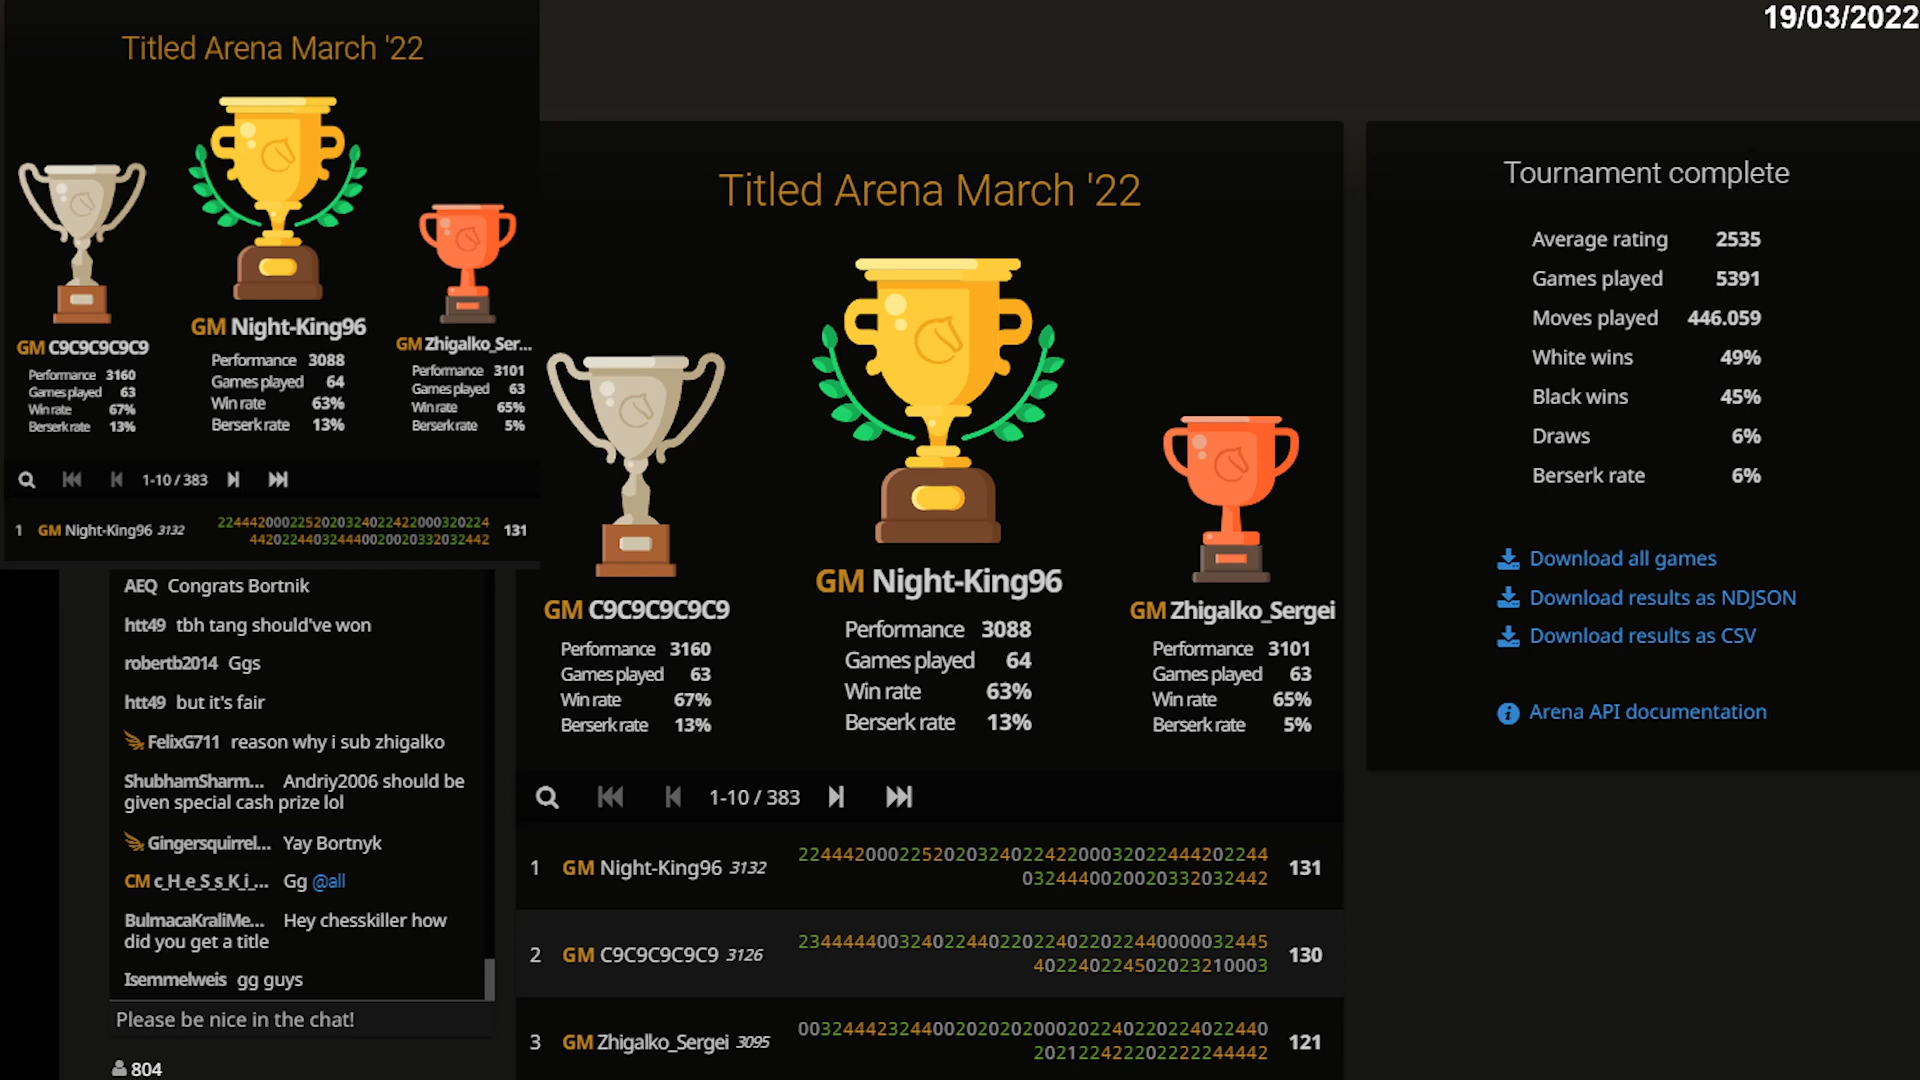 19/03/2022
Titled Arena March '22
GM C9C9C9C9C9
Performance 3160
Games played 63
Win rate 67%
Berserk rate 13%
GM Night-King96
Performance 3088
Games played 64
Win rate 63%
Berserk rate 13%
GM Zhigalko_Ser...
Performance 3101
Games played 63
Win rate 65%
Berserk rate 5%
1-10 / 383
1 GM Night-King96 3132 2244420002252020324022422000320224 131
442022440324440020020332032442
AEQ Congrats Bortnik
htt49 tbh tang should've won
robertb2014 Ggs
htt49 but it's fair
FelixG711 reason why i sub zhigalko
ShubhamSharm... Andriy2006 should be
given special cash prize lol
Gingersquirrel... Yay Bortnyk
CM c_H_e_S_s_K_i_... Gg @all
BulmacaKraliMe... Hey chesskiller how
did you get a title
Isemmelweis gg guys
Please be nice in the chat!
804
Titled Arena March '22
GM C9C9C9C9C9
Performance 3160
Games played 63
Win rate 67%
Berserk rate 13%
GM Night-King96
Performance 3088
Games played 64
Win rate 63%
Berserk rate 13%
GM Zhigalko_Sergei
Performance 3101
Games played 63
Win rate 65%
Berserk rate 5%
1-10 / 383
1 GM Night-King96 3132 224442000225202032402242200032022444202244 131
0324440020020332032442
2 GM C9C9C9C9C9 3126 234444400324022440220224022022440000032445 130
402240224502023210003
3 GM Zhigalko_Sergei 3095 003244423244002020202000202240220224022440 121
202122422202222244442
Tournament complete
Average rating 2535
Games played 5391
Moves played 446.059
White wins 49%
Black wins 45%
Draws 6%
Berserk rate 6%
Download all games
Download results as NDJSON
Download results as CSV
Arena API documentation